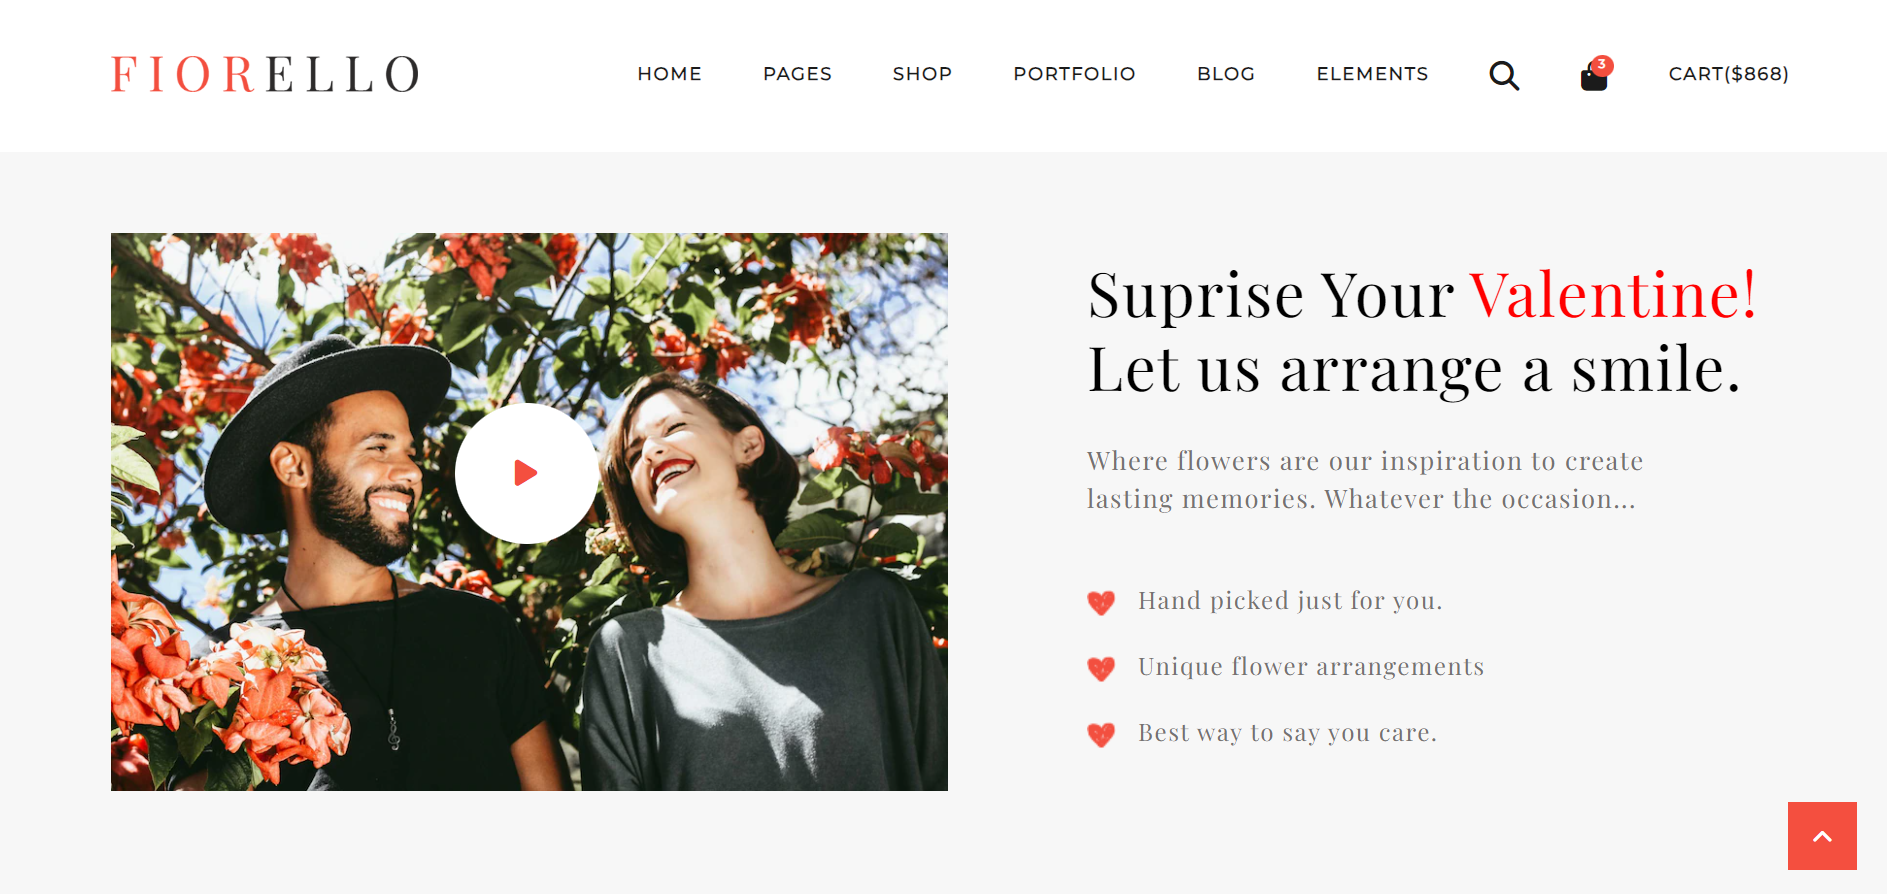 FIORELLO
HOME PAGES SHOP PORTFOLIO BLOG ELEMENTS 3 CART($868)
Suprise Your Valentine!
Let us arrange a smile.
Where flowers are our inspiration to create
lasting memories. Whatever the occasion...
Hand picked just for you.
Unique flower arrangements
Best way to say you care.